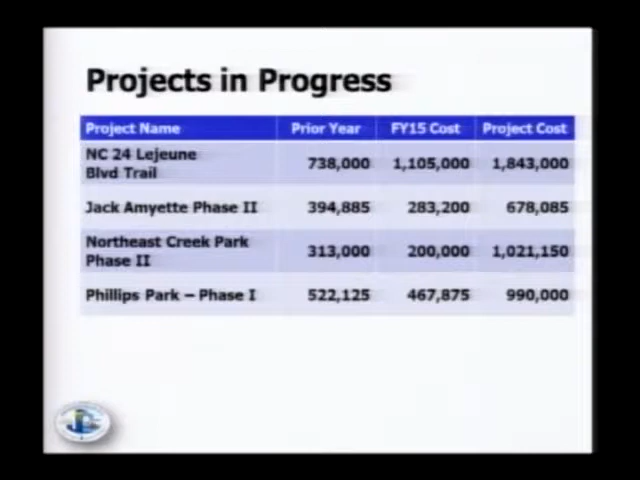 Projects in Progress
Project Name Prior Year FY15 Cost Project Cost
NC 24 Lejeune
Blvd Trail 738,000 1,105,000 1,843,000
Jack Amyette Phase II 394,885 283,200 678,085
Northeast Creek Park
Phase II 313,000 200,000 1,021,150
Phillips Park – Phase I 522,125 467,875 990,000